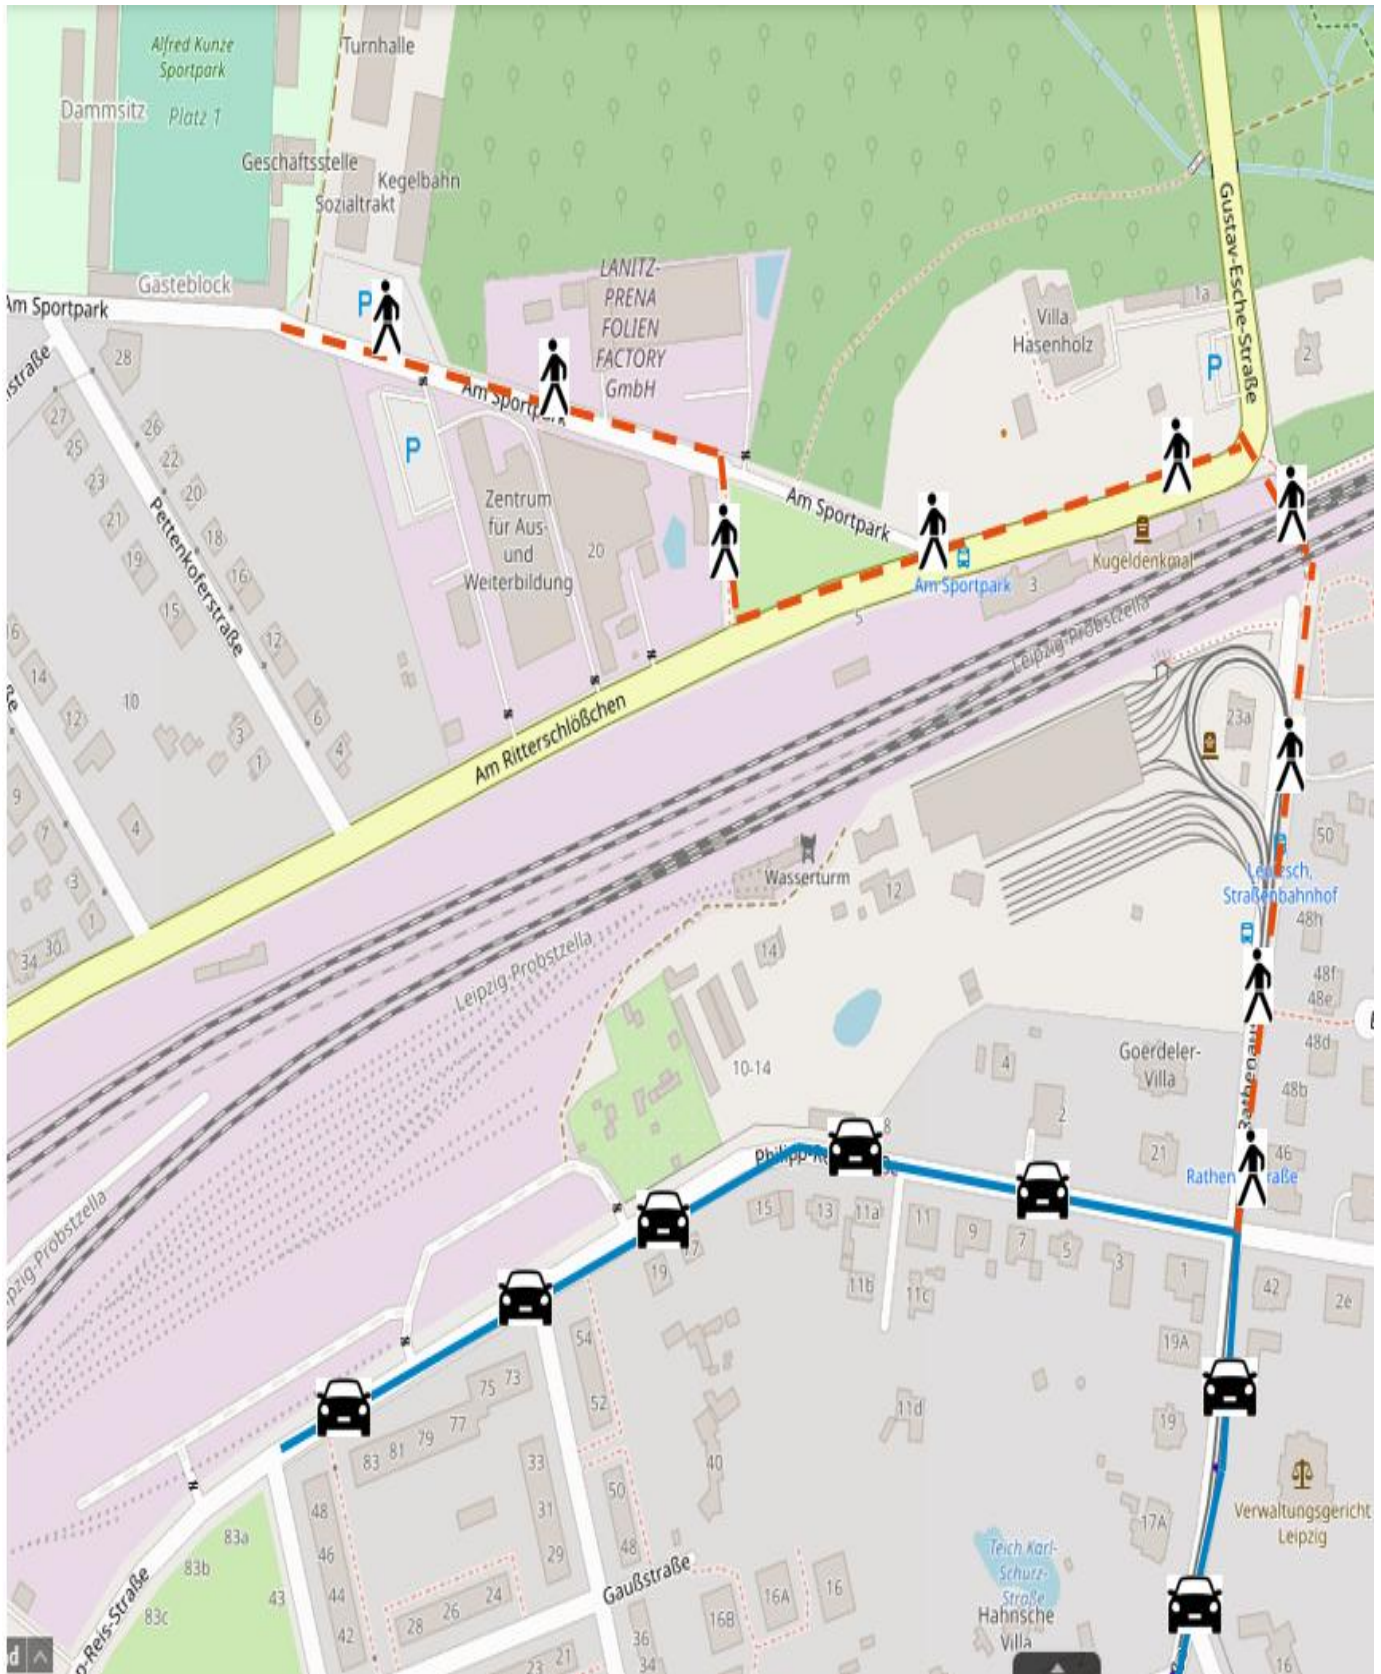 Alfred Kunze
Sportpark
Platz 1
Dammsitz
Turnhalle
Geschäftsstelle
Kegelbahn
Sozialtrakt
Gästeblock
Am Sportpark
P
LANITZ-
PRENA
FOLIEN
FACTORY
GmbH
Gustav-Esche-Straße
1a
Villa
Hasenholz
P
2
28
27
25
23
21
19
15
26
22
20
18
16
12
6
4
Pettenkoferstraße
P
Zentrum
für Aus-
und
Weiterbildung
20
Am Sportpark
Am Sportpark
1
Kugeldenkmal
3
5
Leipzig-Probstzella
Am Ritterschlößchen
16
14
12
10
3
1
9
7
4
3
1
34
30
23a
50
Wasserturm
12
Straßenbahnhof
48h
48f
48e
48d
48b
46
Leipzig-Probstzella
14
10-14
4
Goerdeler-
Villa
2
21
8
15
13
11a
11
9
7
5
3
1
42
2e
19
11b
11c
19A
54
52
75
73
77
79
81
83
11d
19
33
31
29
50
48
40
17A
Verwaltungsgericht
Leipzig
48
46
44
42
43
83a
83b
83c
24
26
28
Gaußstraße
16B
16A
16
Teich Karl-
Schurz-
Straße
Hahnsche
Villa
36
34
21
23
16